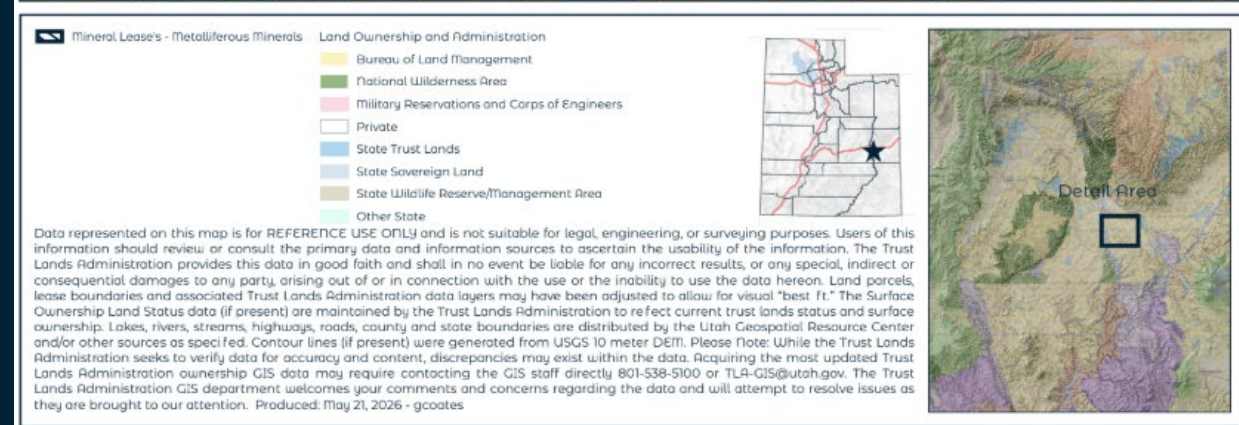 Mineral Lease's - Metalliferous Minerals
Land Ownership and Administration
Bureau of Land Management
National Wilderness Area
Military Reservations and Corps of Engineers
Private
State Trust Lands
State Sovereign Land
State Wildlife Reserve/Management Area
Other State
Detail Area
Data represented on this map is for REFERENCE USE ONLY and is not suitable for legal, engineering, or surveying purposes. Users of this
information should review or consult the primary data and information sources to ascertain the usability of the information. The Trust
Lands Administration provides this data in good faith and shall in no event be liable for any incorrect results, or any special, indirect or
consequential damages to any party, arising out of or in connection with the use or the inability to use the data hereon. Land parcels,
lease boundaries and associated Trust Lands Administration data layers may have been adjusted to allow for visual "best ft." The Surface
Ownership Land Status data (if present) are maintained by the Trust Lands Administration to re fect current trust lands status and surface
ownership. Lakes, rivers, streams, highways, roads, county and state boundaries are distributed by the Utah Geospatial Resource Center
and/or other sources as speci fed. Contour lines (if present) were generated from USGS 10 meter DEM. Please Note: While the Trust Lands
Administration seeks to verify data for accuracy and content, discrepancies may exist within the data. Acquiring the most updated Trust
Lands Administration ownership GIS data may require contacting the GIS staff directly 801-538-5100 or TLA-GIS@utah.gov. The Trust
Lands Administration GIS department welcomes your comments and concerns regarding the data and will attempt to resolve issues as
they are brought to our attention. Produced: May 21, 2026 - gcoates